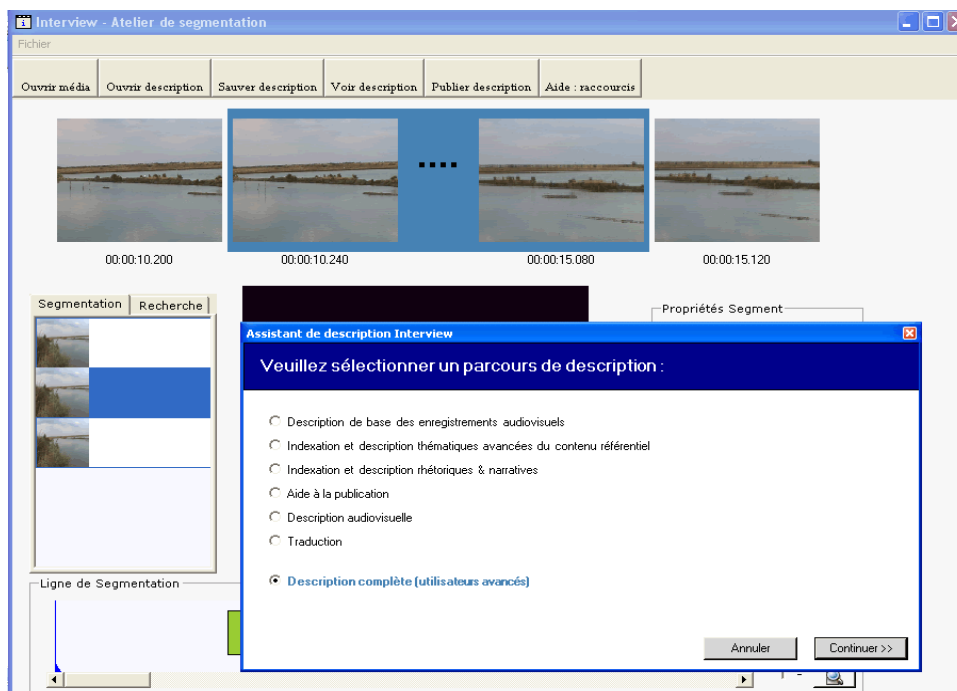 Interview - Atelier de segmentation
Fichier
Ouvrir média Ouvrir description Sauver description Voir description Publier description Aide : raccourcis
....
00:00:10.200 00:00:10.240 00:00:15.080 00:00:15.120
Segmentation Recherche
Propriétés Segment
Assistant de description Interview
Veuillez sélectionner un parcours de description :
Description de base des enregistrements audiovisuels
Indexation et description thématiques avancées du contenu référentiel
Indexation et description rhétoriques & narratives
Aide à la publication
Description audiovisuelle
Traduction
Description complète (utilisateurs avancés)
Ligne de Segmentation
Annuler Continuer >>